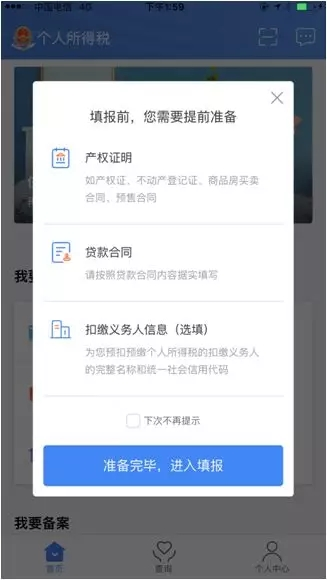 中国电信 4G 下午1:59
个人所得税
填报前，您需要提前准备
产权证明
如产权证、不动产登记证、商品房买卖
合同，预售合同
贷款合同
请按照贷款合同内容据实填写
扣缴义务人信息（选填）
为您预扣预缴个人所得税的扣缴义务人
的完整名称和统一社会信用代码
下次不再提示
准备完毕，进入填报
我要备案
首页 查询 个人中心